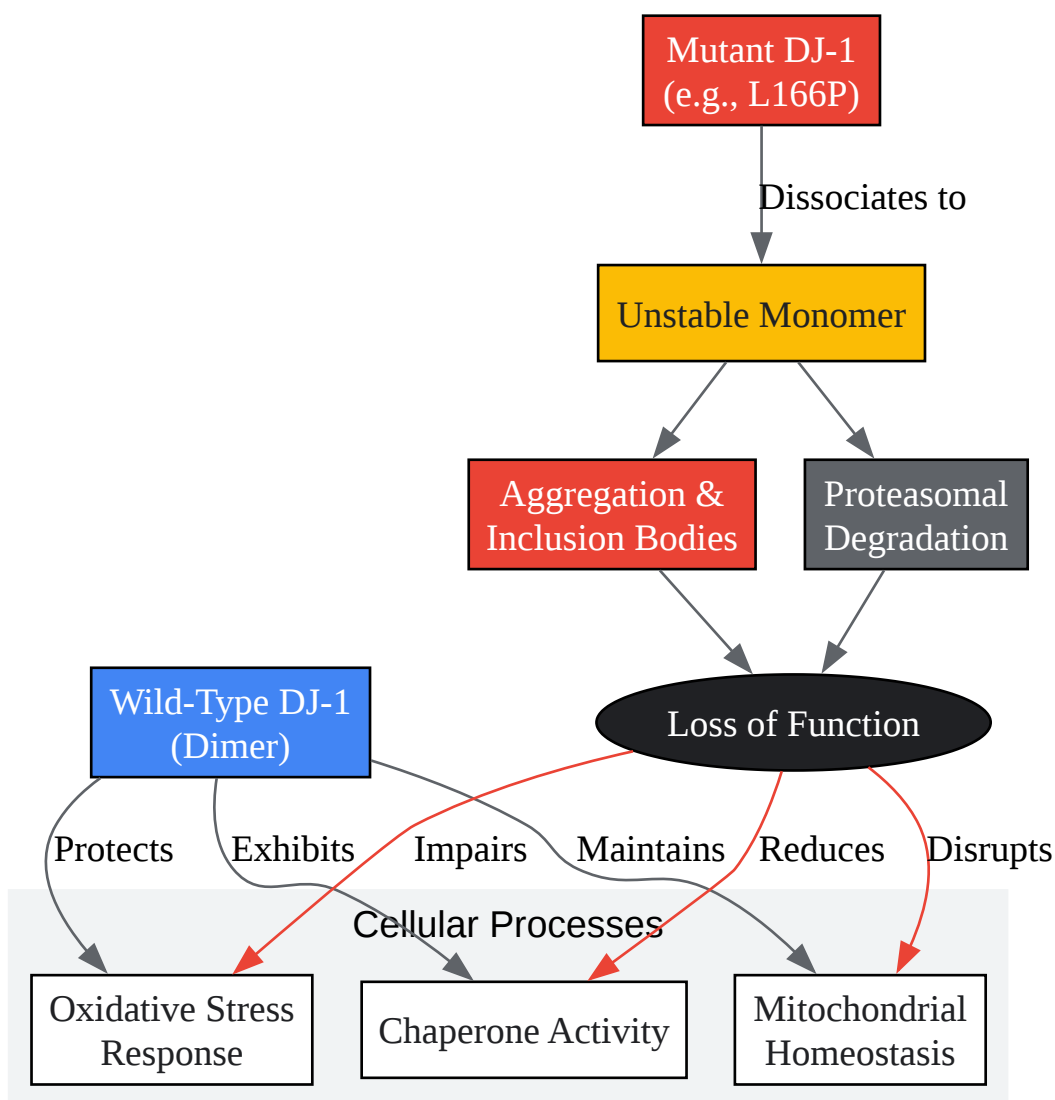 Mutant DJ-1
(e.g., L166P)
Dissociates to
Unstable Monomer
Aggregation &
Inclusion Bodies
Proteasomal
Degradation
Wild-Type DJ-1
(Dimer)
Loss of Function
Protects
Exhibits
Impairs
Maintains
Reduces
Disrupts
Cellular Processes
Oxidative Stress
Response
Chaperone Activity
Mitochondrial
Homeostasis